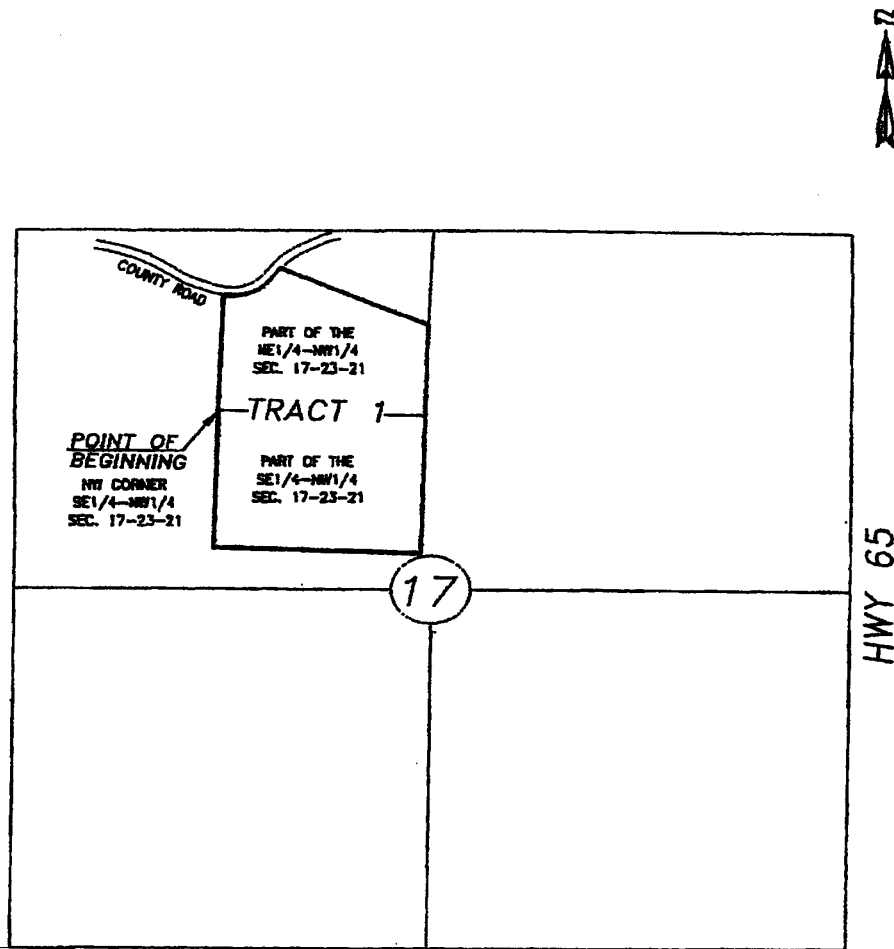 N
COUNTY ROAD
PART OF THE
NE1/4-NW1/4
SEC. 17-23-21
TRACT 1
POINT OF
BEGINNING
NW CORNER
SE1/4-NW1/4
SEC. 17-23-21
PART OF THE
SE1/4-NW1/4
SEC. 17-23-21
17
HWY 65